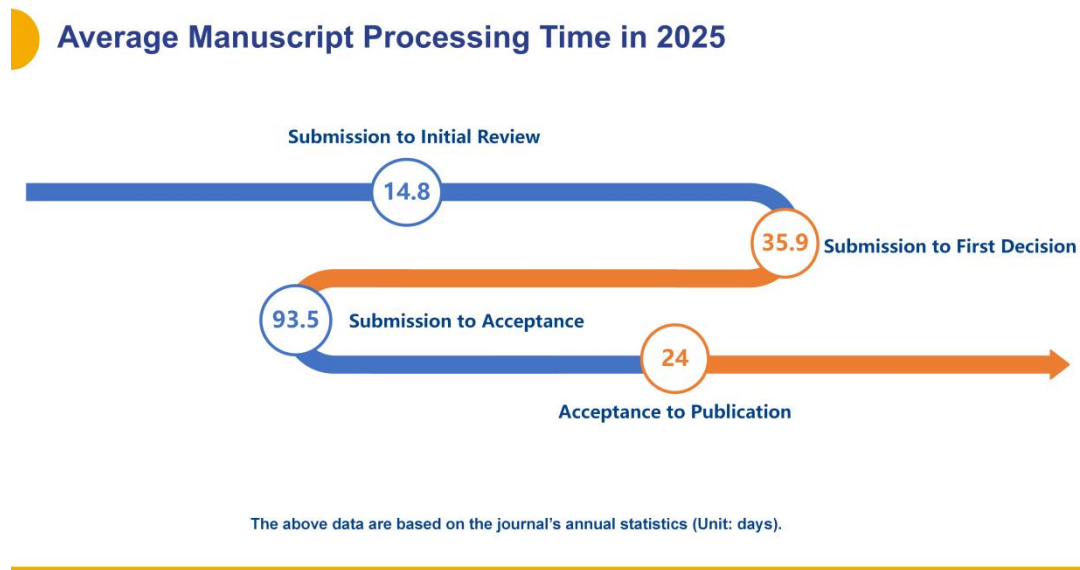 Average Manuscript Processing Time in 2025
Submission to Initial Review
14.8
35.9
Submission to First Decision
93.5
Submission to Acceptance
24
Acceptance to Publication
The above data are based on the journal’s annual statistics (Unit: days).